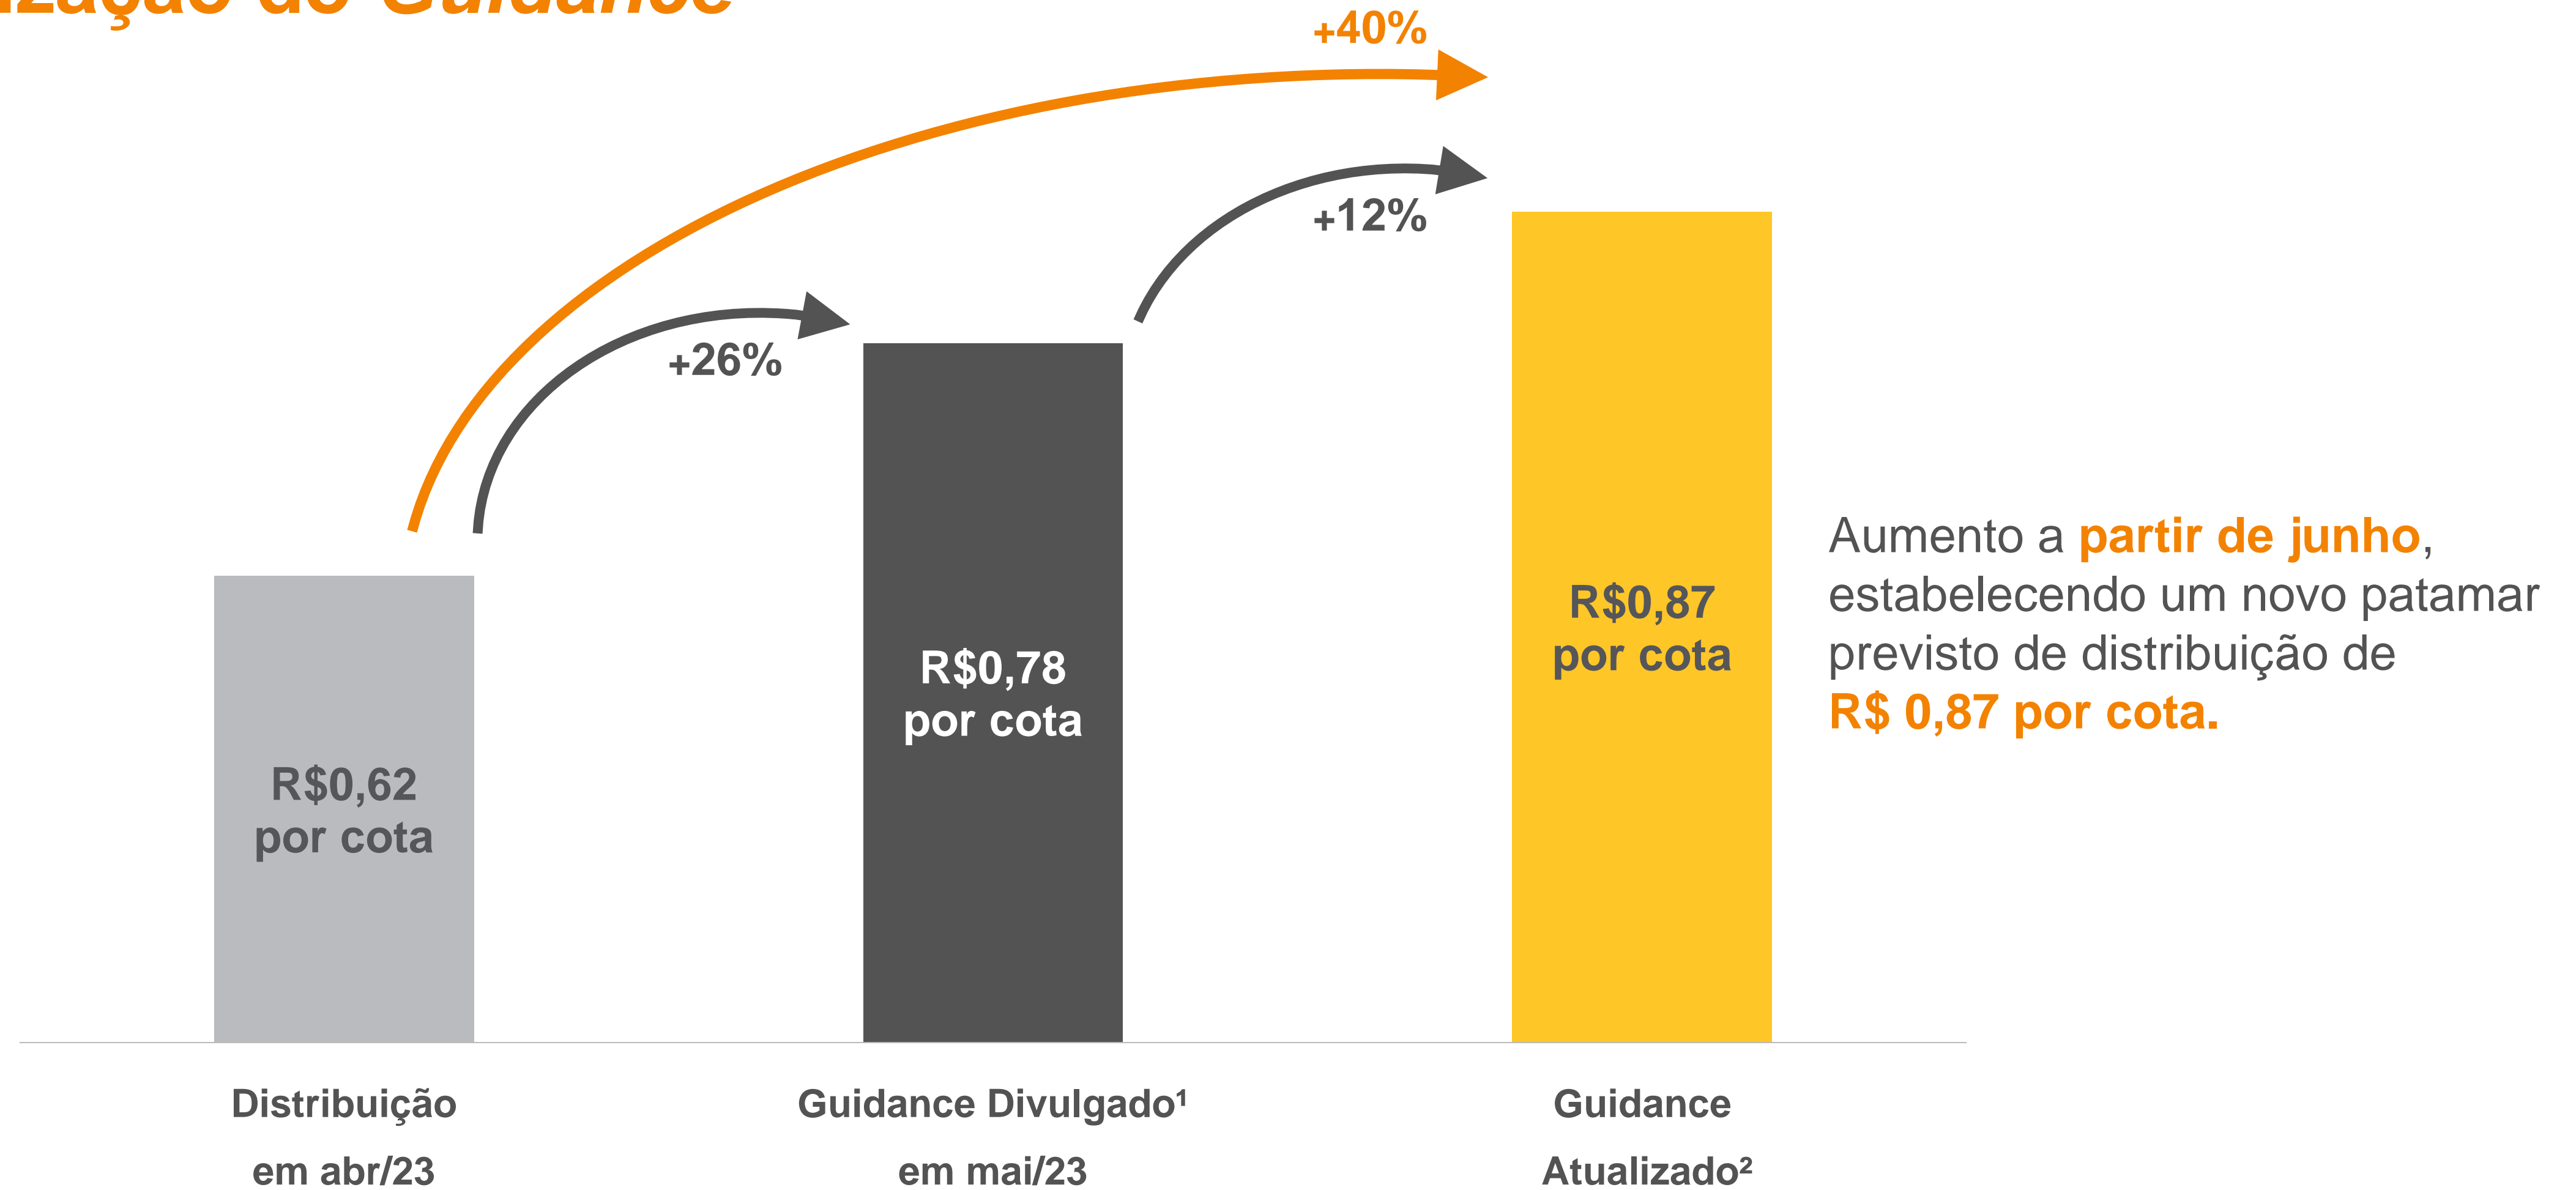 do Guidance
+40%
+12%
+26%
R$0,87
por cota
R$0,78
por cota
R$0,62
por cota
Aumento a partir de junho,
estabelecendo um novo patamar
previsto de distribuição de
R$ 0,87 por cota.
Distribuição
em abr/23
Guidance Divulgado¹
em mai/23
Guidance
Atualizado²